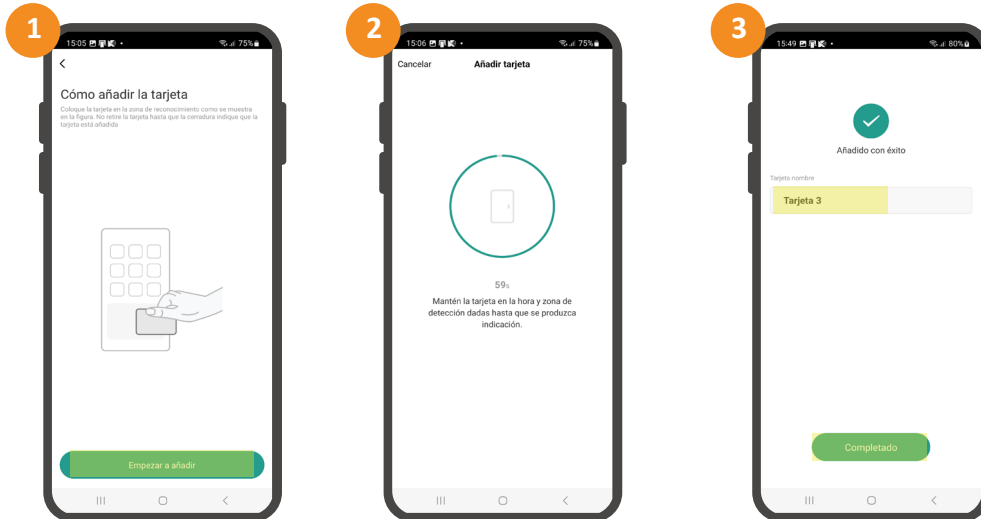 1
15:05
75%
Cómo añadir la tarjeta
Coloque la tarjeta en la zona de reconocimiento como se muestra
en la figura. No retire la tarjeta hasta que la cerradura indique que la
tarjeta está añadida
Empezar a añadir
2
15:06
75%
Cancelar
Añadir tarjeta
59s
Mantén la tarjeta en la hora y zona de
detección dadas hasta que se produzca
indicación.
3
15:49
80%
Añadido con éxito
Tarjeta nombre
Tarjeta 3
Completado